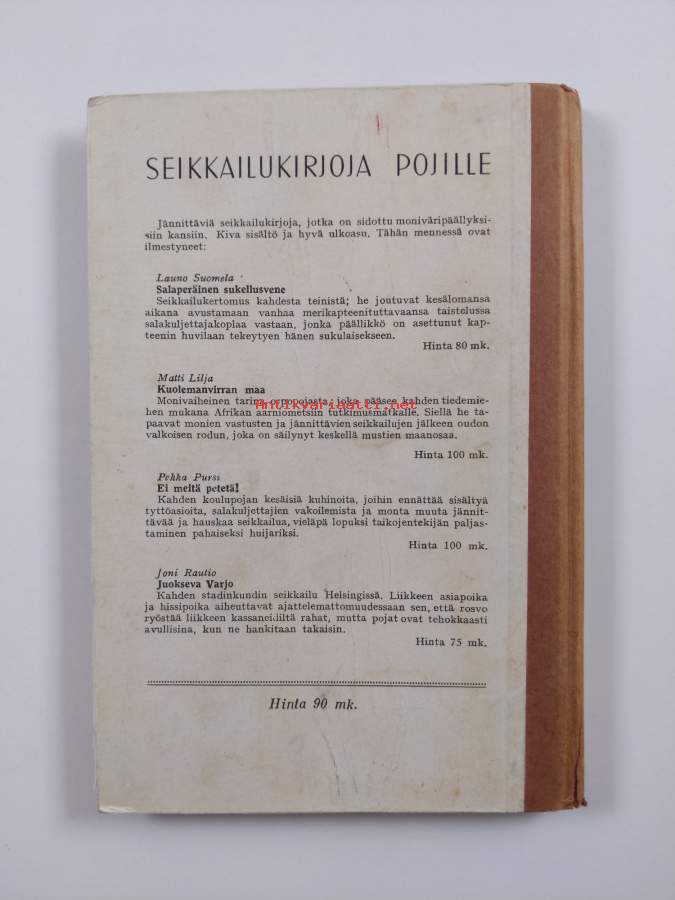 SEIKKAILUKIRJOJA POJILLE
Jännittäviä seikkailukirjoja, jotka on sidottu moniväripäällyksi-
siin kansiin. Kiva sisältö ja hyvä ulkoasu. Tähän mennessä ovat
ilmestyneet:
Launo Suomela
Salaperäinen sukellusvene
Seikkailukertomus kahdesta teinistä; he joutuvat kesälomansa
aikana avustamaan vanhaa merikapteenituttavaansa taistelussa
salakuljettajakoplaa vastaan, jonka päällikkö on asettunut kap-
teenin huvilaan tekeytyen hänen sukulaisekseen.
Hinta 80 mk.
Matti Lilja
Kuolemanvirran maa
Monivaiheinen tarina orpopojasta, joka pääsee kahden tiedemie-
Antikvariaatti.net
hen mukana Afrikan aarniometsiin tutkimusmatkalle. Siellä he ta-
paavat monien vastusten ja jännittävien seikkailujen jälkeen oudon
valkoisen rodun, joka on säilynyt keskellä mustien maanosaa.
Hinta 100 mk.
Pekka Pursi
Ei meitä petetä!
Kahden koulupojan kesäisiä kuhinoita, joihin ennättää sisältyä
tyttöasioita, salakuljettajien vakoilemista ja monta muuta jännit-
tävää ja hauskaa seikkailua, vieläpä lopuksi taikojentekijän paljas-
taminen pahaiseksi huijariksi.
Hinta 100 mk.
Joni Rautio
Juokseva Varjo
Kahden stadinkundin seikkailu Helsingissä. Liikkeen asiapoika
ja hissipoika aiheuttavat ajattelemattomuudessaan sen, että rosvo
ryöstää liikkeen kassaneidiltä rahat, mutta pojat ovat tehokkaasti
avullisina, kun ne hankitaan takaisin.
Hinta 75 mk.
Hinta 90 mk.